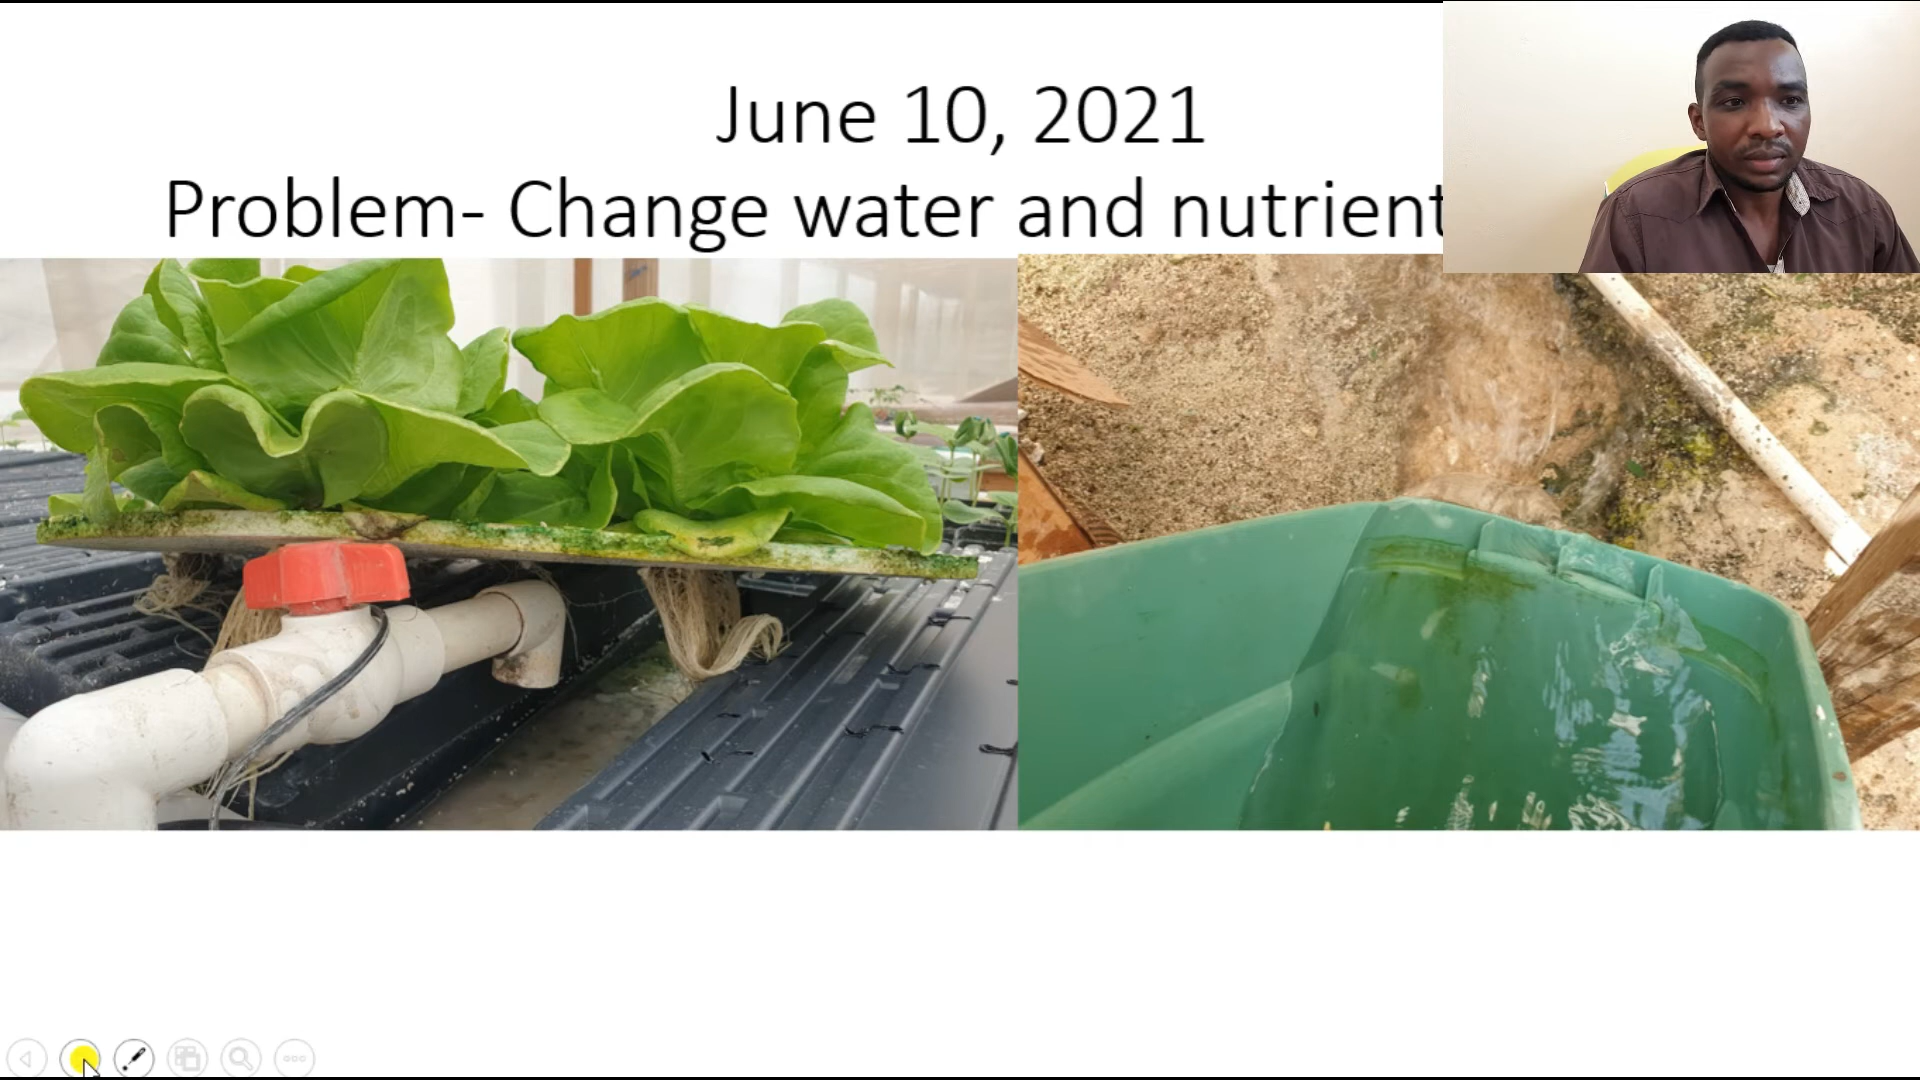 June 10, 2021
Problem- Change water and nutrient